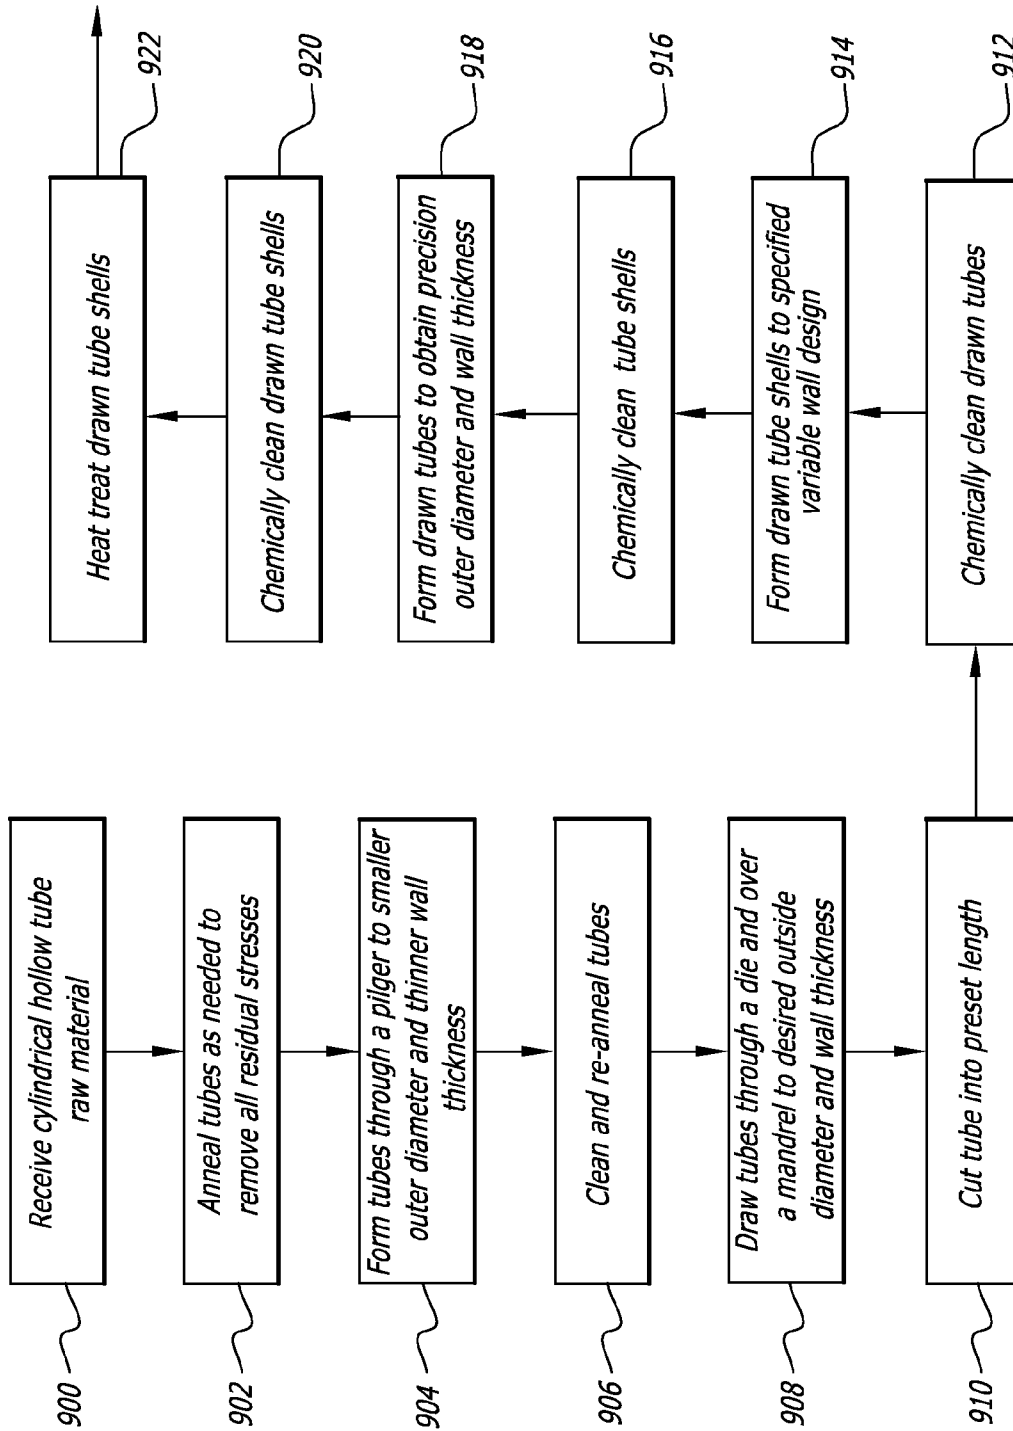 900
Receive cylindrical hollow tube
raw material
902
Anneal tubes as needed to
remove all residual stresses
904
Form tubes through a pilger to smaller
outer diameter and thinner wall
thickness
906
Clean and re-anneal tubes
908
Draw tubes through a die and over
a mandrel to desired outside
diameter and wall thickness
910
Cut tube into preset length
912
Chemically clean drawn tubes
914
Form drawn tube shells to specified
variable wall design
916
Chemically clean tube shells
918
Form drawn tubes to obtain precision
outer diameter and wall thickness
920
Chemically clean drawn tube shells
922
Heat treat drawn tube shells